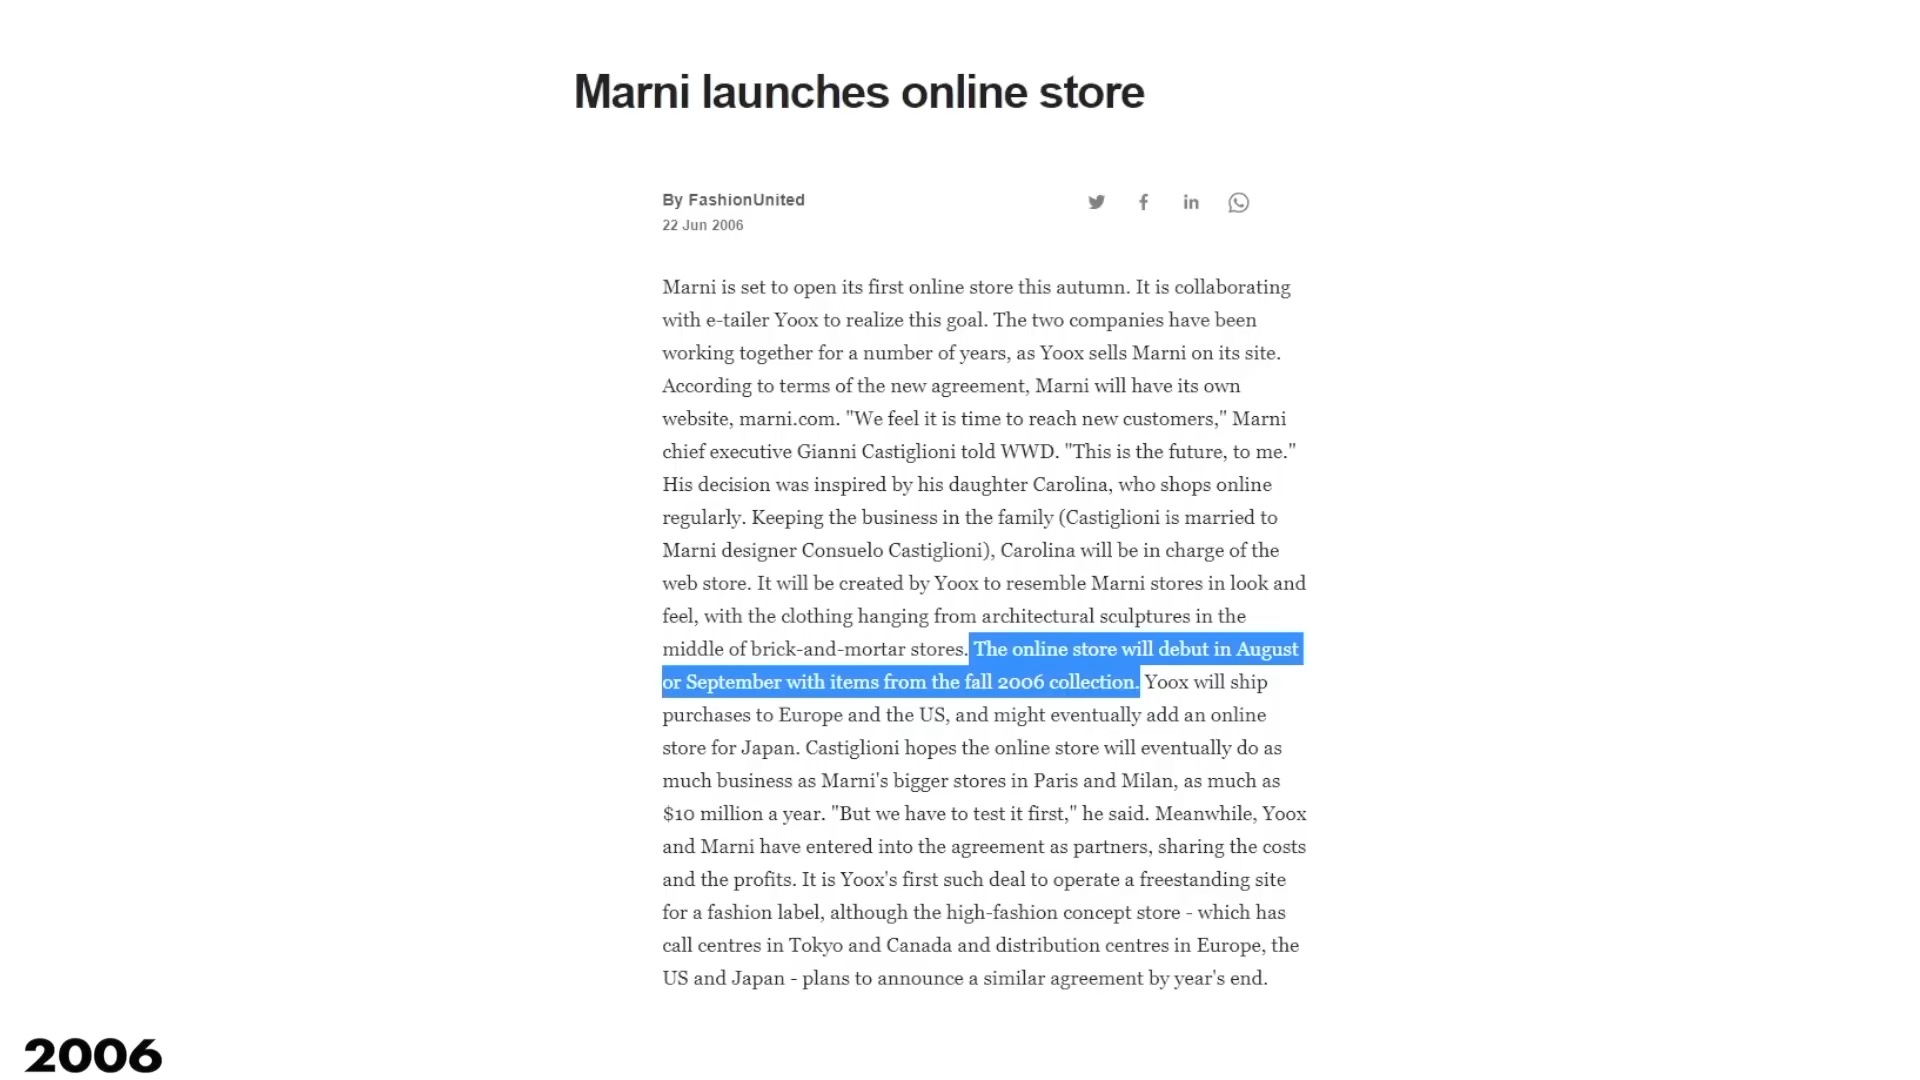 Marni launches online store
By FashionUnited
22 Jun 2006
Marni is set to open its first online store this autumn. It is collaborating
with e-tailer Yoox to realize this goal. The two companies have been
working together for a number of years, as Yoox sells Marni on its site.
According to terms of the new agreement, Marni will have its own
website, marni.com. "We feel it is time to reach new customers," Marni
chief executive Gianni Castiglioni told WWD. "This is the future, to me."
His decision was inspired by his daughter Carolina, who shops online
regularly. Keeping the business in the family (Castiglioni is married to
Marni designer Consuelo Castiglioni), Carolina will be in charge of the
web store. It will be created by Yoox to resemble Marni stores in look and
feel, with the clothing hanging from architectural sculptures in the
middle of brick-and-mortar stores. The online store will debut in August
or September with items from the fall 2006 collection. Yoox will ship
purchases to Europe and the US, and might eventually add an online
store for Japan. Castiglioni hopes the online store will eventually do as
much business as Marni's bigger stores in Paris and Milan, as much as
$10 million a year. "But we have to test it first," he said. Meanwhile, Yoox
and Marni have entered into the agreement as partners, sharing the costs
and the profits. It is Yoox's first such deal to operate a freestanding site
for a fashion label, although the high-fashion concept store - which has
call centres in Tokyo and Canada and distribution centres in Europe, the
US and Japan - plans to announce a similar agreement by year's end.
2006